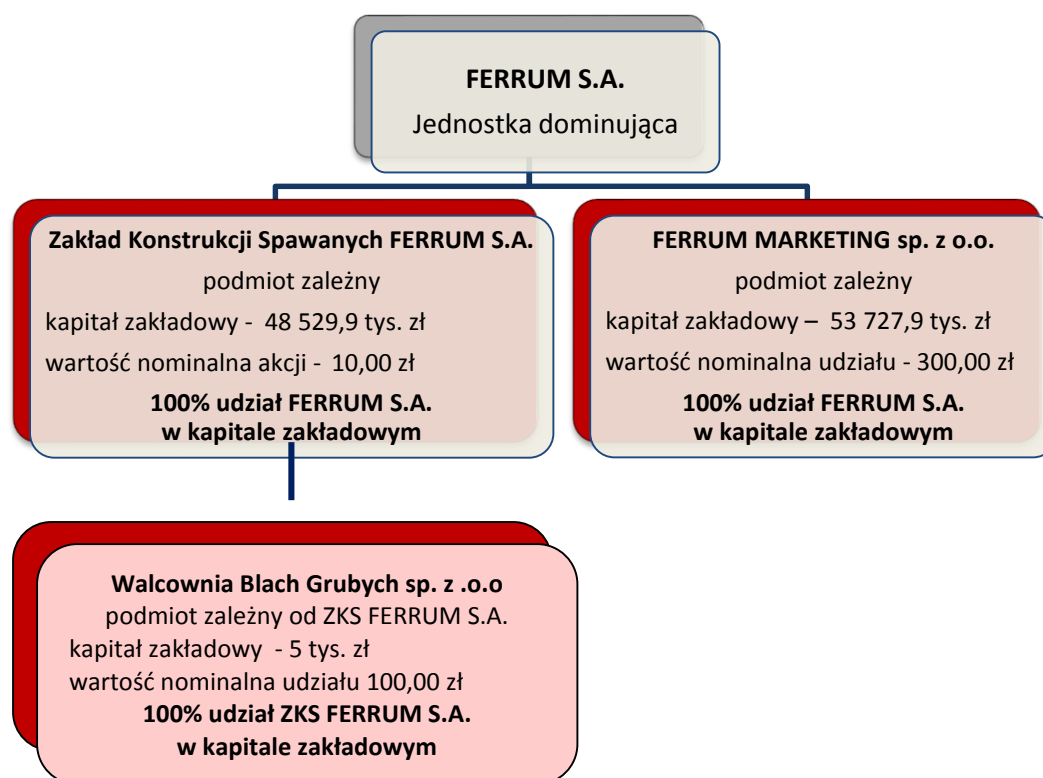 FERRUM S.A.
Jednostka dominująca
Zakład Konstrukcji Spawanych FERRUM S.A.
podmiot zależny
kapitał zakładowy - 48 529,9 tys. zł
wartość nominalna akcji - 10,00 zł
100% udział FERRUM S.A.
w kapitale zakładowym
FERRUM MARKETING sp. z o.o.
podmiot zależny
kapitał zakładowy – 53 727,9 tys. zł
wartość nominalna udziału - 300,00 zł
100% udział FERRUM S.A.
w kapitale zakładowym
Walcownia Blach Grubych sp. z .o.o
podmiot zależny od ZKS FERRUM S.A.
kapitał zakładowy - 5 tys. zł
wartość nominalna udziału 100,00 zł
100% udział ZKS FERRUM S.A.
w kapitale zakładowym